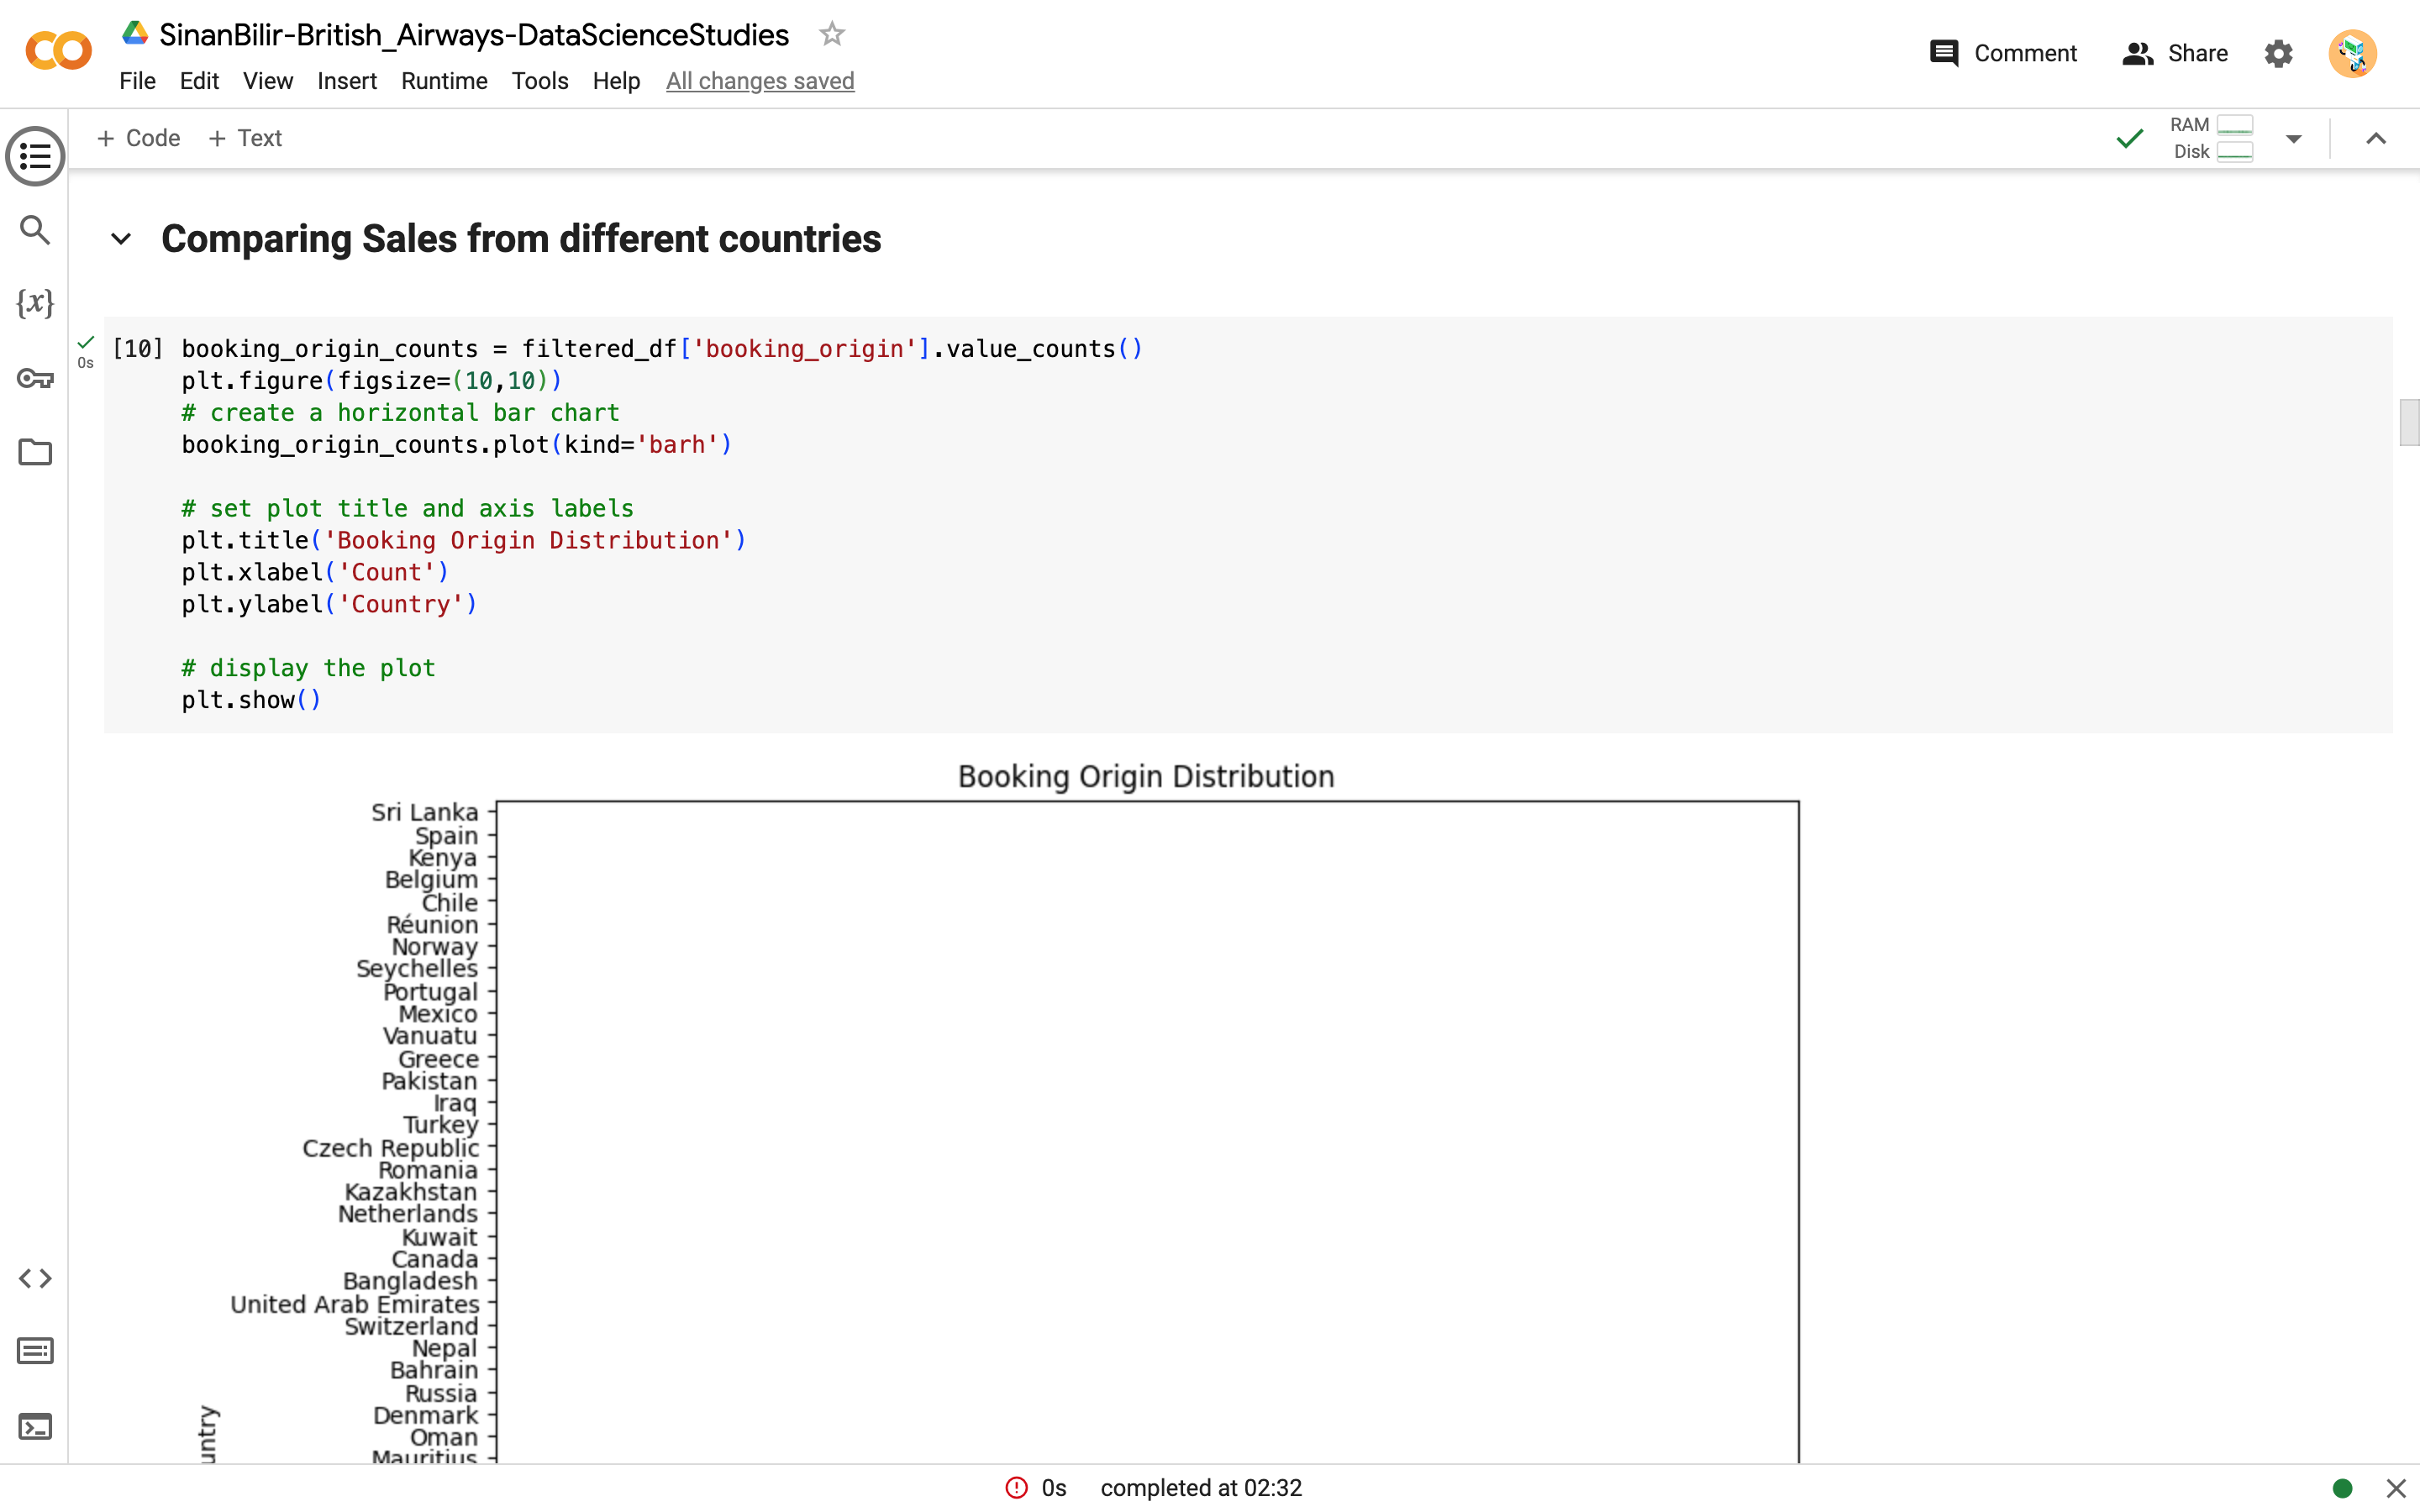 SinanBilir-British_Airways-DataScienceStudies
File Edit View Insert Runtime Tools Help All changes saved
Comment Share
+ Code + Text
RAM
Disk
Comparing Sales from different countries
0s
[10] booking_origin_counts = filtered_df['booking_origin'].value_counts()
plt.figure(figsize=(10,10))
# create a horizontal bar chart
booking_origin_counts.plot(kind='barh')
# set plot title and axis labels
plt.title('Booking Origin Distribution')
plt.xlabel('Count')
plt.ylabel('Country')
# display the plot
plt.show()
Booking Origin Distribution
Sri Lanka
Spain
Kenya
Belgium
Chile
Réunion
Norway
Seychelles
Portugal
Mexico
Vanuatu
Greece
Pakistan
Iraq
Turkey
Czech Republic
Romania
Kazakhstan
Netherlands
Kuwait
Canada
Bangladesh
United Arab Emirates
Switzerland
Nepal
Bahrain
Russia
Denmark
Oman
Mauritius
untry
0s completed at 02:32